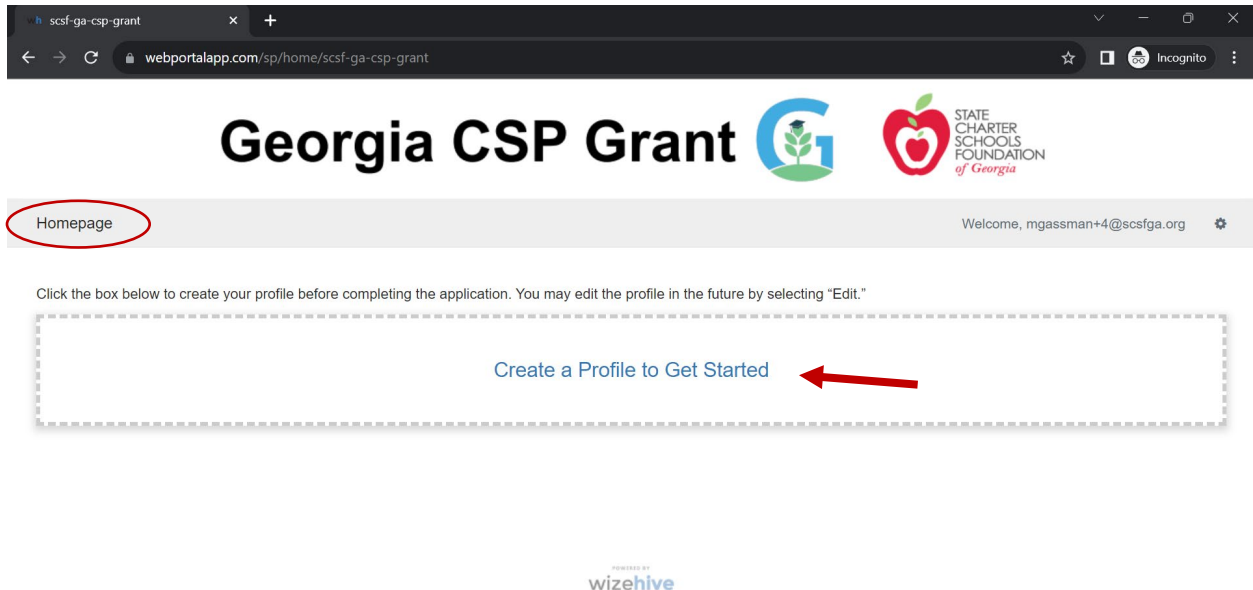 wh scsf-ga-csp-grant
webportalapp.com/sp/home/scsf-ga-csp-grant
Incognito
Georgia CSP Grant
G
STATE
CHARTER
SCHOOLS
FOUNDATION
of Georgia
Homepage
Welcome, mgassman+4@scsfga.org
Click the box below to create your profile before completing the application. You may edit the profile in the future by selecting “Edit.”
Create a Profile to Get Started
POWERED BY
wizehive